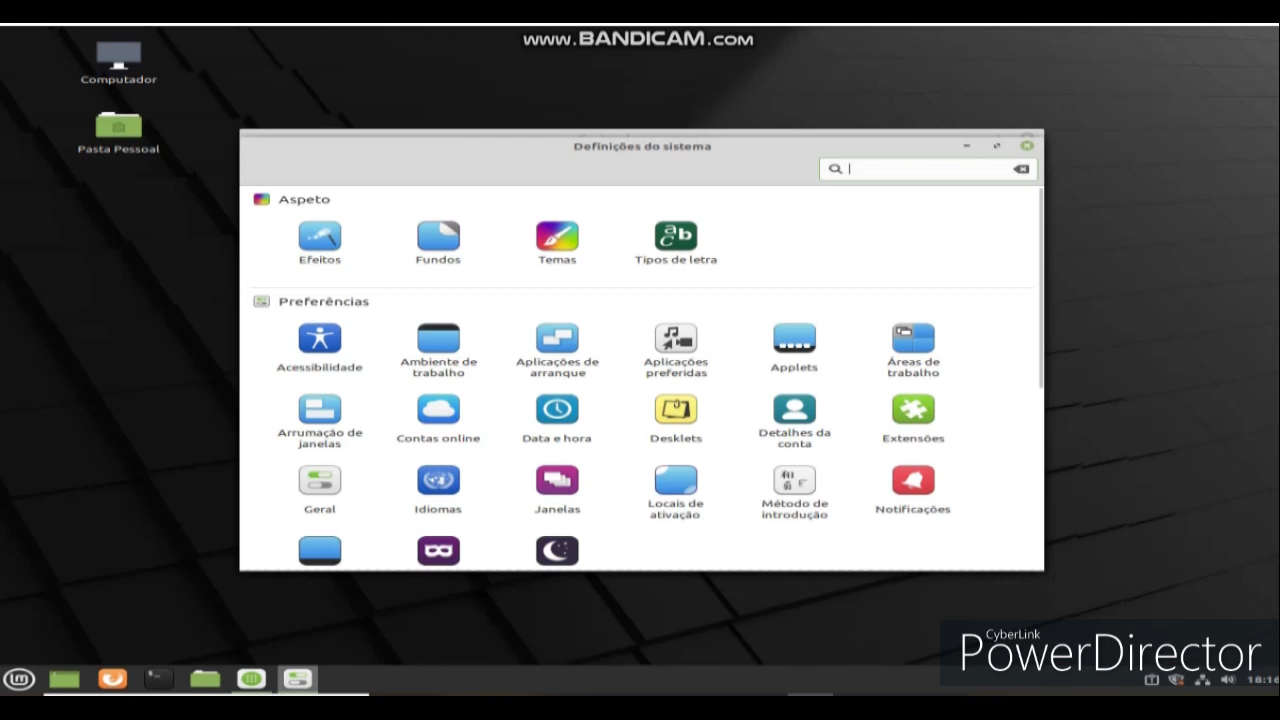 www.BANDICAM.com
Computador
Pasta Pessoal
Definições do sistema
Aspeto
Efeitos
Fundos
Temas
Tipos de letra
Preferências
Acessibilidade
Ambiente de
trabalho
Aplicações de
arranque
Aplicações
preferidas
Applets
Áreas de
trabalho
Arrumação de
janelas
Contas online
Data e hora
Desklets
Detalhes da
conta
Extensões
Geral
Idiomas
Janelas
Locais de
ativação
Método de
introdução
Notificações
CyberLink
PowerDirector